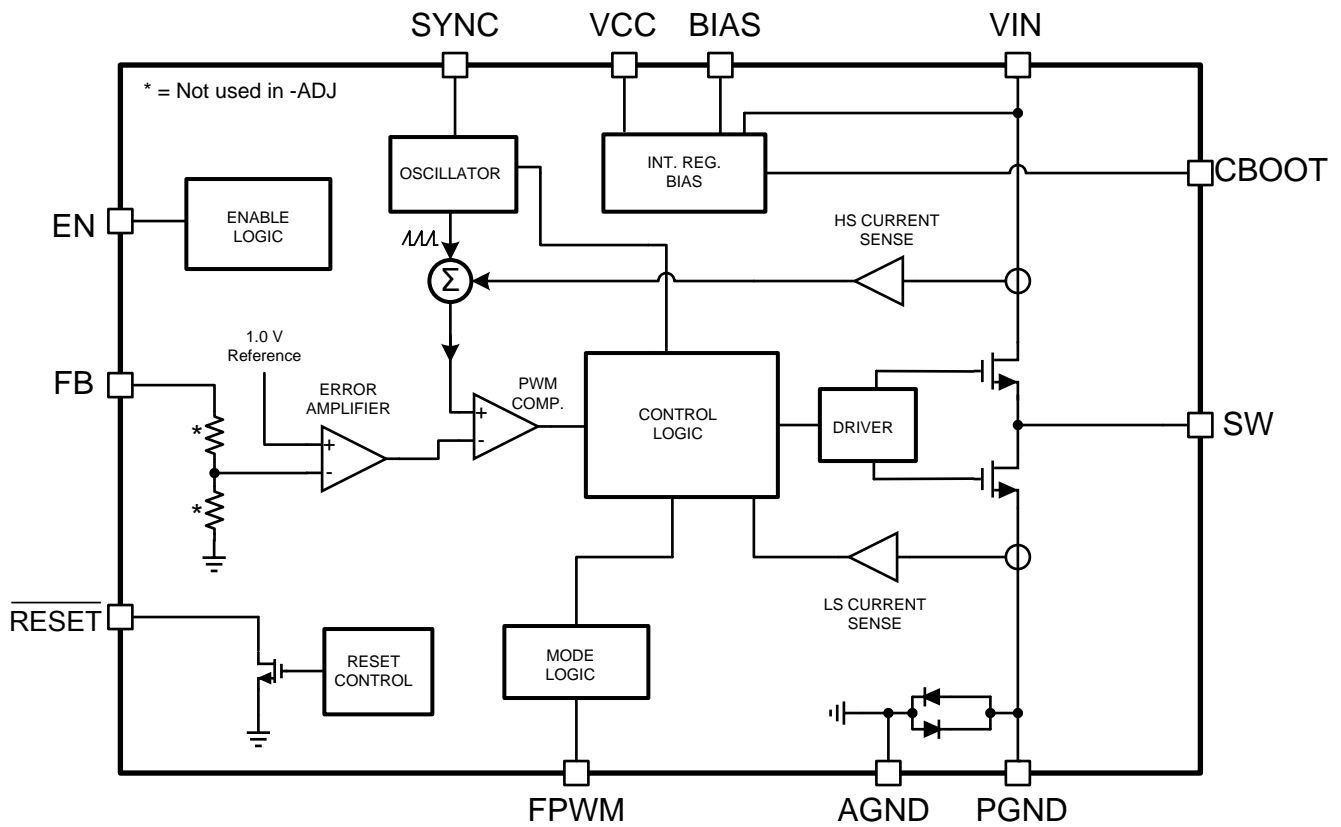 SYNC
VCC
BIAS
VIN
* = Not used in -ADJ
OSCILLATOR
INT. REG.
BIAS
CBOOT
EN
ENABLE
LOGIC
HS CURRENT
SENSE
Σ
1.0 V
Reference
FB
ERROR
AMPLIFIER
PWM
COMP.
+
-
+
-
*
*
CONTROL
LOGIC
DRIVER
SW
RESET
RESET
CONTROL
MODE
LOGIC
LS CURRENT
SENSE
FPWM
AGND
PGND